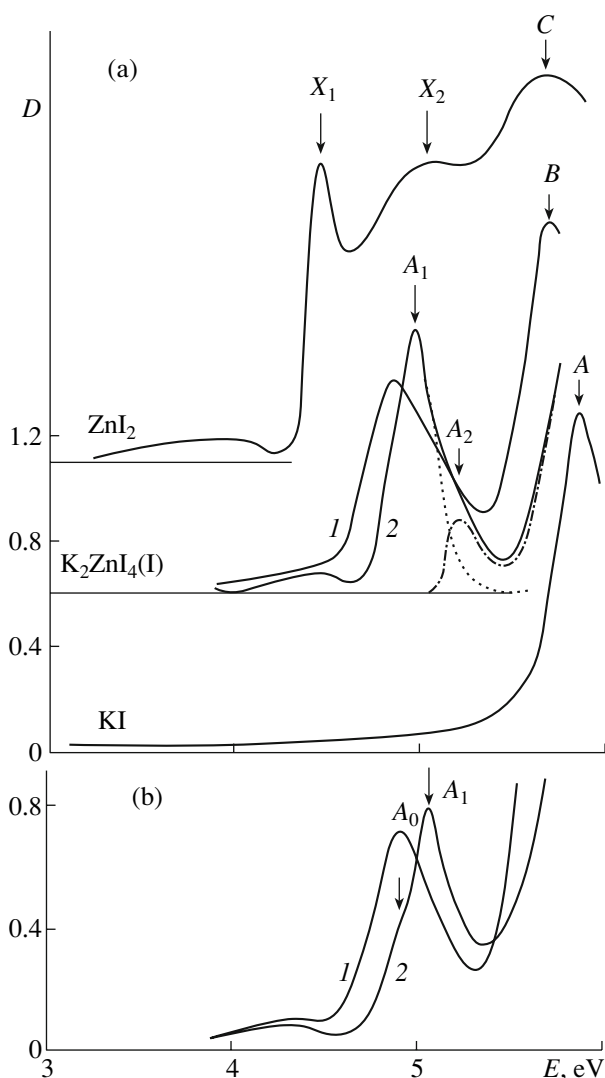 (a)
C
D
X₁
X₂
B
A₁
A
1.2
ZnI₂
A₂
1
2
0.8
K₂ZnI₄(I)
0.4
KI
0
0.8
(b)
A₁
A₀
0.4
1
2
0
3
4
5
E, eV